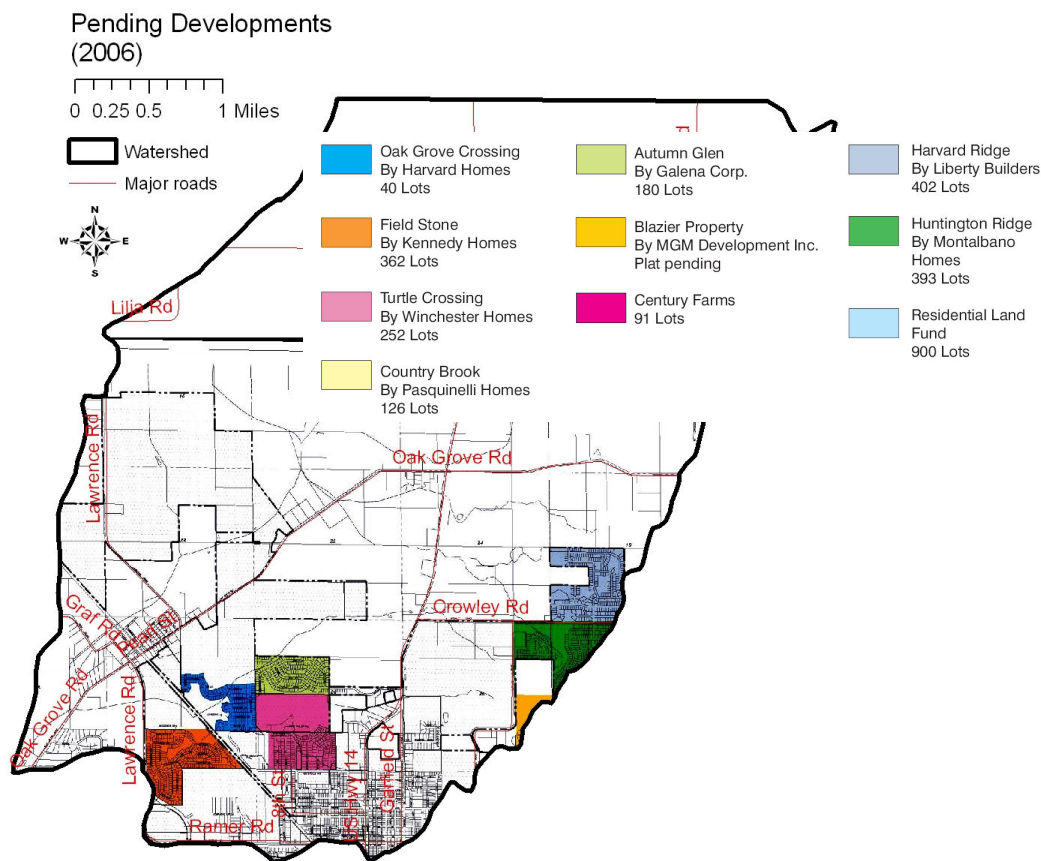 Pending Developments
(2006)
0 0.25 0.5 1 Miles
Watershed
Major roads
N
W E
S
Oak Grove Crossing
By Harvard Homes
40 Lots
Field Stone
By Kennedy Homes
362 Lots
Turtle Crossing
By Winchester Homes
252 Lots
Country Brook
By Pasquinelli Homes
126 Lots
Autumn Glen
By Galena Corp.
180 Lots
Blazier Property
By MGM Development Inc.
Plat pending
Century Farms
91 Lots
Harvard Ridge
By Liberty Builders
402 Lots
Huntington Ridge
By Montalbano
Homes
393 Lots
Residential Land
Fund
900 Lots
Lilja Rd
Lawrence Rd
Oak Grove Rd
Crowley Rd
Graf Rd
Pearl St
Oak Grove Rd
Lawrence Rd
8th St
US Hwy 14
Garfield St
Ramer Rd